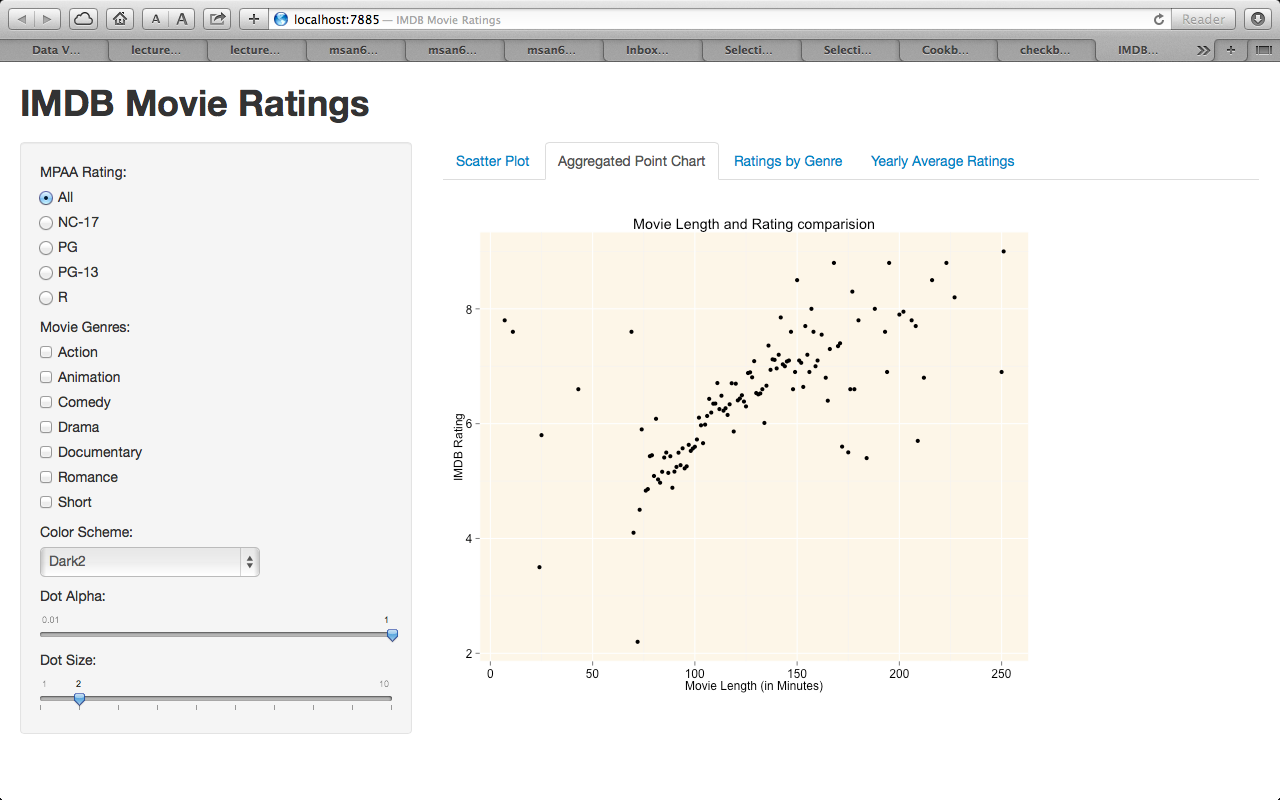 A A + localhost:7885 — IMDB Movie Ratings Reader
Data V... lecture... lecture... msan6... msan6... msan6... Inbox... Selecti... Selecti... Cookb... checkb... IMDB... +
IMDB Movie Ratings
MPAA Rating:
All
NC-17
PG
PG-13
R
Movie Genres:
Action
Animation
Comedy
Drama
Documentary
Romance
Short
Color Scheme:
Dark2
Dot Alpha:
0.01 1
Dot Size:
1 2 10
Scatter Plot Aggregated Point Chart Ratings by Genre Yearly Average Ratings
Movie Length and Rating comparision
IMDB Rating
8
6
4
2
0 50 100 150 200 250
Movie Length (in Minutes)